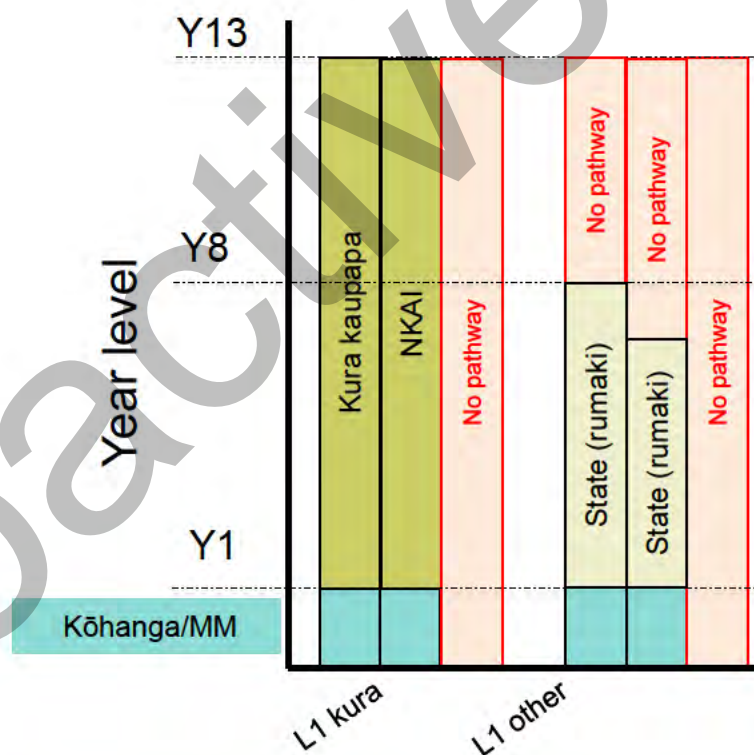 Y13
Y8
Year level
Y1
Kōhanga/MM
Kura kaupapa
NKAI
No pathway
No pathway
State (rumaki)
No pathway
State (rumaki)
No pathway
L1 kura
L1 other